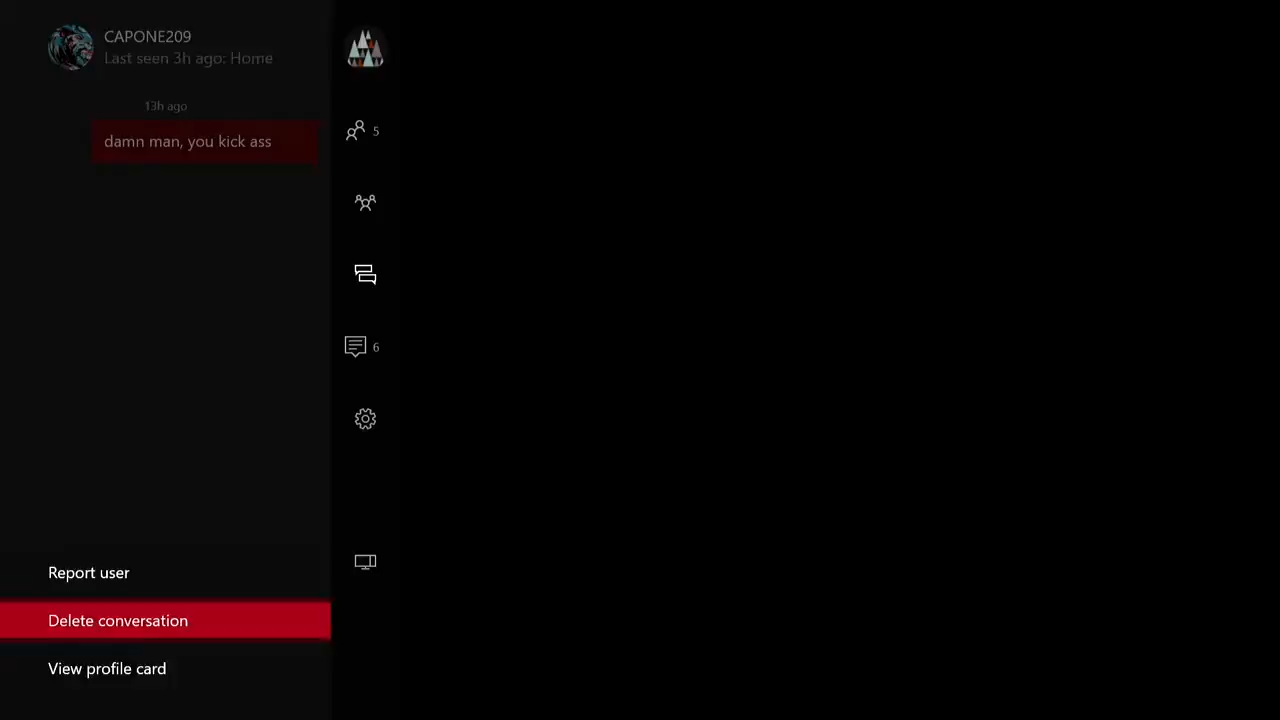 CAPONE209
Last seen 3h ago: Home
13h ago
damn man, you kick ass
5
6
Report user
Delete conversation
View profile card